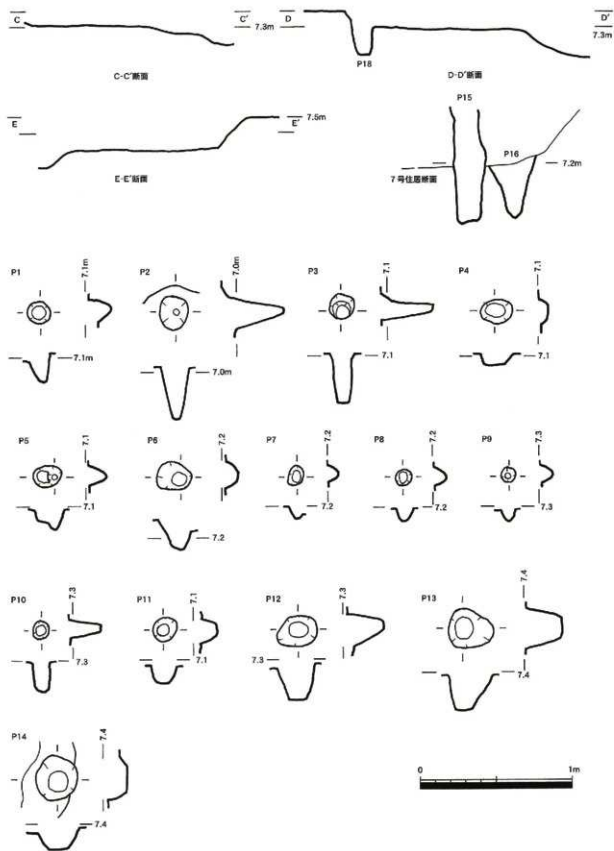 C C' 7.3m D D' 7.3m
P18
C-C'断面 D-D'断面
E E' 7.5m
E-E'断面
P15
P16
7.2m
7号住居断面
P1 7.1m
7.1m
P2 7.0m
7.0m
P3 7.1
7.1
P4 7.1
7.1
P5 7.1
7.1
P6 7.2
7.2
P7 7.2
7.2
P8 7.2
7.2
P9 7.3
7.3
P10 7.3
7.3
P11 7.1
7.1
P12 7.3
7.3
P13 7.4
7.4
P14 7.4
7.4
0 1m